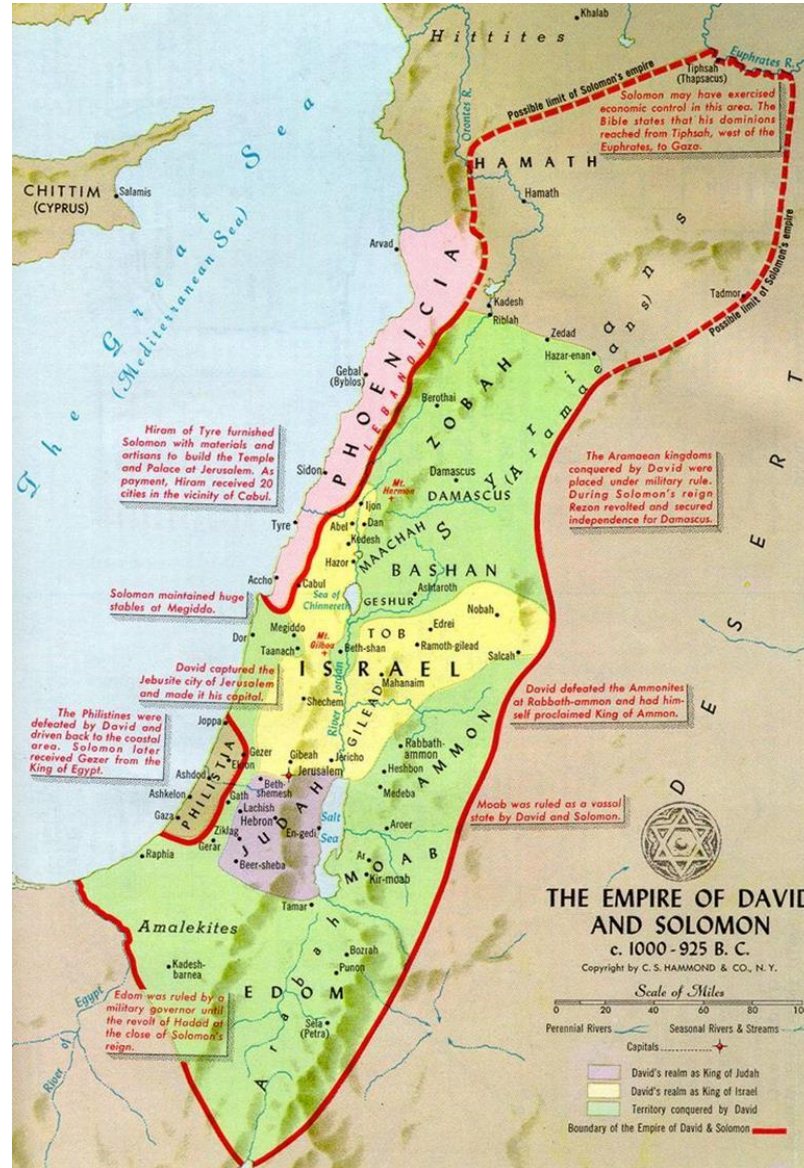 Khalab
Hittites
Euphrates R.
Tiphsah
(Thapsacus)
Possible limit of Solomon's empire
Orontes R.
Solomon may have exercised
economic control in this area. The
Bible states that his dominions
reached from Tiphsah, west of the
Euphrates, to Gaza.
HAMATH
Hamath
CHITTIM
(CYPRUS)
Salamis
The Great Sea
(Mediterranean Sea)
Arvad
Tadmor
Possible limit of Solomon's empire
Kadesh
Riblah
Zedad
Hazar-enan
PHOENICIA
LEBANON
Gebal
(Byblos)
ZOBAH
Berothai
Syrians
(Aramaeans)
Hiram of Tyre furnished
Solomon with materials and
artisans to build the Temple
and Palace at Jerusalem. As
payment, Hiram received 20
cities in the vicinity of Cabul.
The Aramaean kingdoms
conquered by David were
placed under military rule.
During Solomon's reign
Rezon revolted and secured
independence for Damascus.
Sidon
Damascus
DAMASCUS
Mt.
Hermon
Ijon
Tyre
Abel
Dan
Kedesh
MAACHAH
Hazor
BASHAN
Accho
Cabul
Sea of
Chinnereth
Ashtaroth
GESHUR
Solomon maintained huge
stables at Megiddo.
DESERT
Nobah
Dor
Megiddo
TOB
Edrei
Mt.
Gilboa
Taanach
Beth-shan
Ramoth-gilead
Salcah
ISRAEL
David captured the
Jebusite city of Jerusalem
and made it his capital.
Mahanaim
River Jordan
GILEAD
Shechem
David defeated the Ammonites
at Rabbath-ammon and had him-
self proclaimed King of Ammon.
The Philistines were
defeated by David and
driven back to the coastal
area. Solomon later
received Gezer from the
King of Egypt.
Joppa
AMMON
Gezer
Gibeah
Jericho
Rabbath-
ammon
Ekron
PHILISTIA
Ashdod
Jerusalem
Heshbon
Beth-
shemesh
Ashkelon
Gath
Medeba
Lachish
Hebron
Salt
Sea
Gaza
JUDAH
Ziklag
En-gedi
Aroer
Gerar
Moab was ruled as a vassal
state by David and Solomon.
Raphia
Beer-sheba
Ar
MOAB
Kir-moab
Tamar
Amalekites
Bozrah
Kadesh-
barnea
Punon
River of Egypt
EDOM
Arabah
Edom was ruled by a
military governor until
the revolt of Hadad at
the close of Solomon's
reign.
Sela
(Petra)
THE EMPIRE OF DAVID
AND SOLOMON
c. 1000-925 B. C.
Copyright by C. S. HAMMOND & CO., N. Y.
Scale of Miles
0 20 40 60 80
Perennial Rivers
Seasonal Rivers & Streams
Capitals
David's realm as King of Judah
David's realm as King of Israel
Territory conquered by David
Boundary of the Empire of David & Solomon